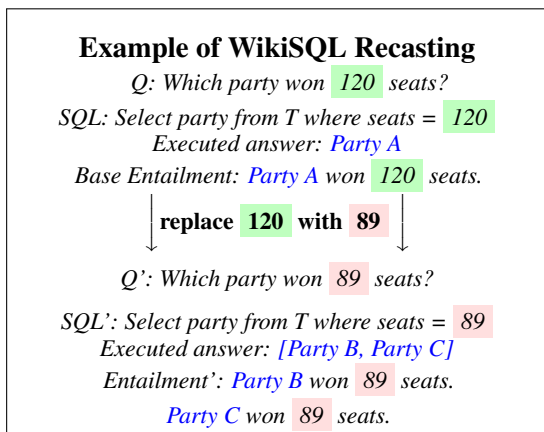 Example of WikiSQL Recasting
Q: Which party won 120 seats?
SQL: Select party from T where seats = 120
Executed answer: Party A
Base Entailment: Party A won 120 seats.
replace 120 with 89
Q’: Which party won 89 seats?
SQL’: Select party from T where seats = 89
Executed answer: [Party B, Party C]
Entailment’: Party B won 89 seats.
Party C won 89 seats.